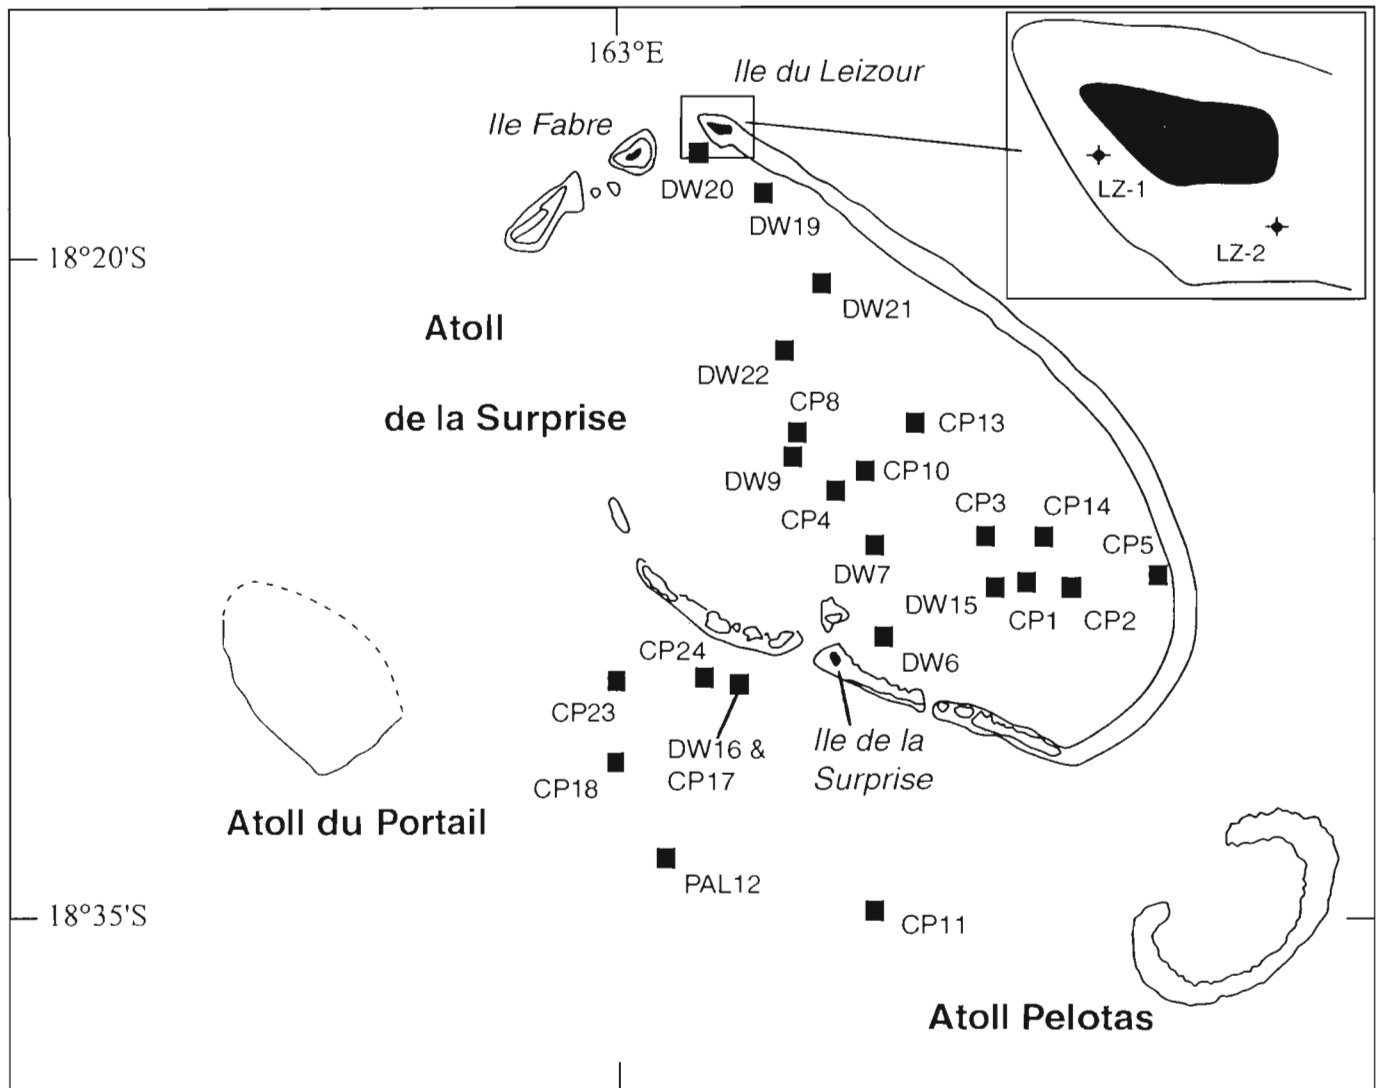 163°E
Ile du Leizour
Ile Fabre
DW20
LZ-1
DW19
LZ-2
18°20'S
DW21
Atoll
DW22
CP8
de la Surprise
CP13
CP10
DW9
CP4
CP3
CP14
CP5
DW7
DW15
CP1
CP2
CP24
DW6
CP23
Ile de la
Surprise
DW16 &
CP17
CP18
Atoll du Portail
PAL12
18°35'S
CP11
Atoll Pelotas